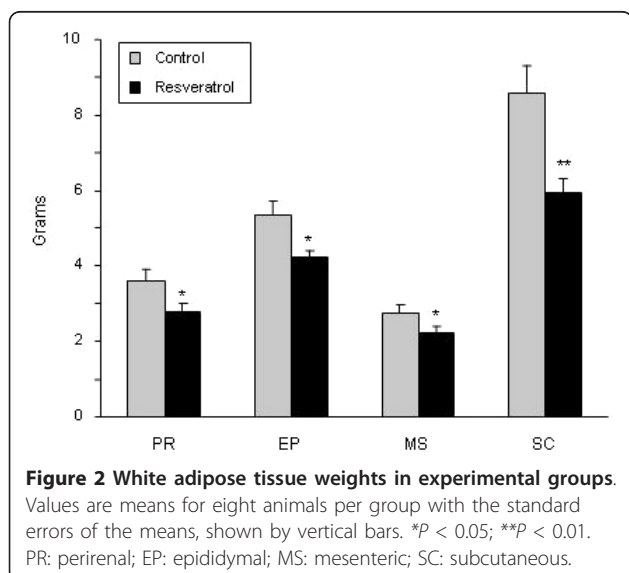 10
8
6
4
2
0
Grams
Control
Resveratrol
*
*
*
**
PR EP MS SC
Figure 2 White adipose tissue weights in experimental groups.
Values are means for eight animals per group with the standard
errors of the means, shown by vertical bars. *P < 0.05; **P < 0.01.
PR: perirenal; EP: epididymal; MS: mesenteric; SC: subcutaneous.